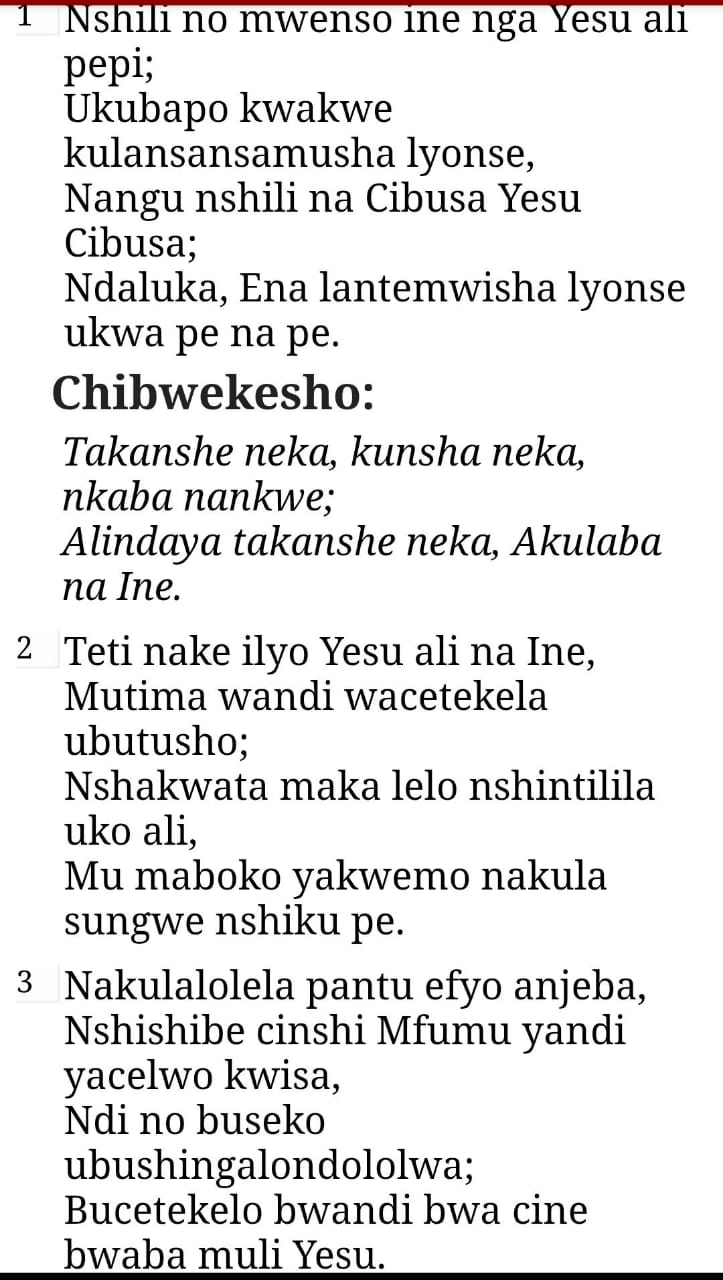 1 Nshili no mwenso ine nga Yesu ali
pepi;
Ukubapo kwakwe
kulansansamusha lyonse,
Nangu nshili na Cibusa Yesu
Cibusa;
Ndaluka, Ena lantemwisha lyonse
ukwa pe na pe.
Chibwekesho:
Takanshe neka, kunsha neka,
nkaba nankwe;
Alindaya takanshe neka, Akulaba
na Ine.
2 Teti nake ilyo Yesu ali na Ine,
Mutima wandi wacetekela
ubutusho;
Nshakwata maka lelo nshintilila
uko ali,
Mu maboko yakwemo nakula
sungwe nshiku pe.
3 Nakulalolela pantu efyo anjeba,
Nshishibe cinshi Mfumu yandi
yacelwo kwisa,
Ndi no buseko
ubushingalondololwa;
Bucetekelo bwandi bwa cine
bwaba muli Yesu.